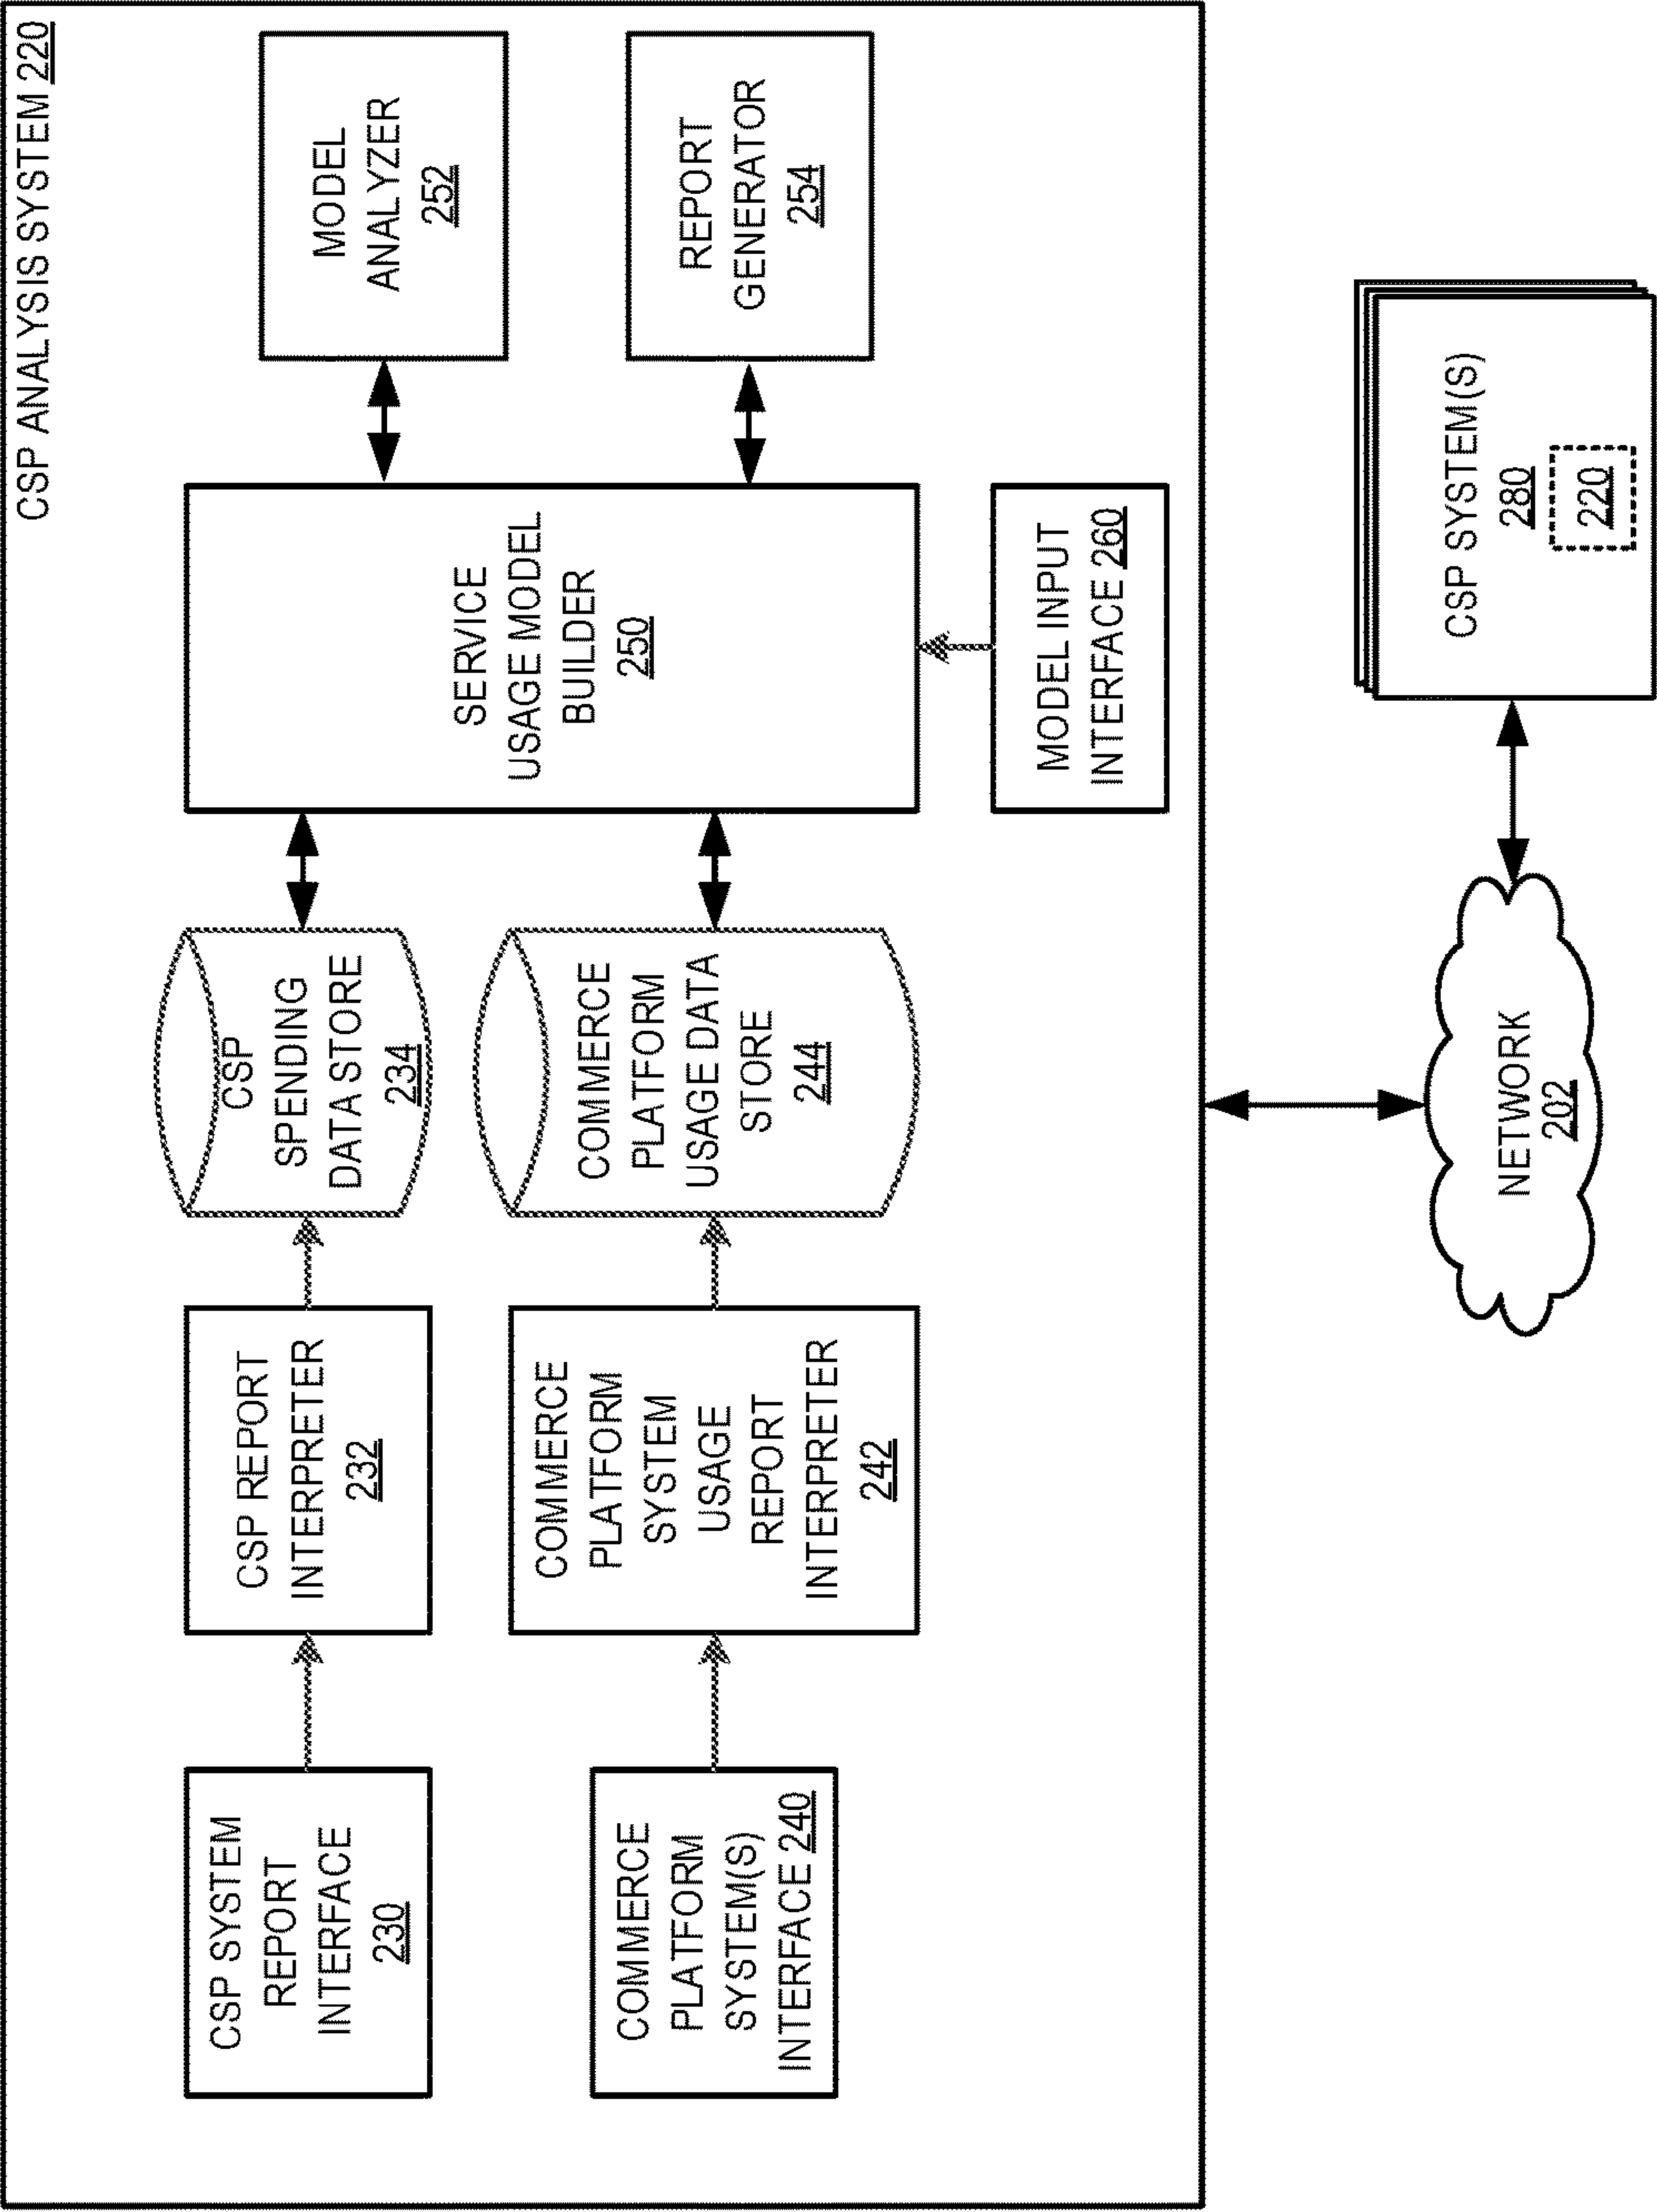 CSP ANALYSIS SYSTEM 220
CSP SYSTEM
REPORT
INTERFACE
230
CSP REPORT
INTERPRETER
232
CSP
SPENDING
DATA STORE
234
COMMERCE
PLATFORM
SYSTEM(S)
INTERFACE 240
COMMERCE
PLATFORM
SYSTEM
USAGE
REPORT
INTERPRETER
242
COMMERCE
PLATFORM
USAGE DATA
STORE
244
SERVICE
USAGE MODEL
BUILDER
250
MODEL
ANALYZER
252
REPORT
GENERATOR
254
MODEL INPUT
INTERFACE 260
NETWORK
202
CSP SYSTEM(S)
280
220